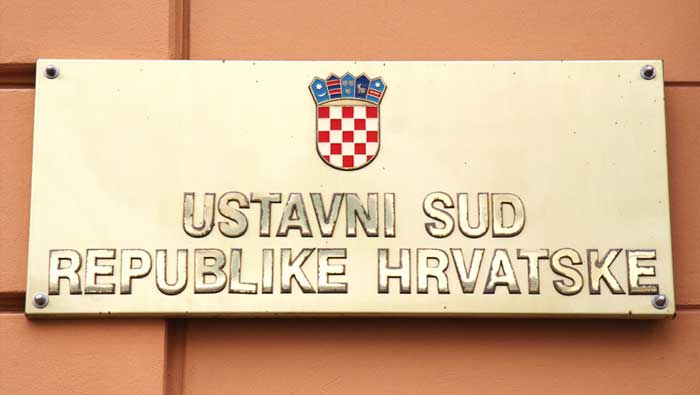 USTAVNI SUD
REPUBLIKE HRVATSKE